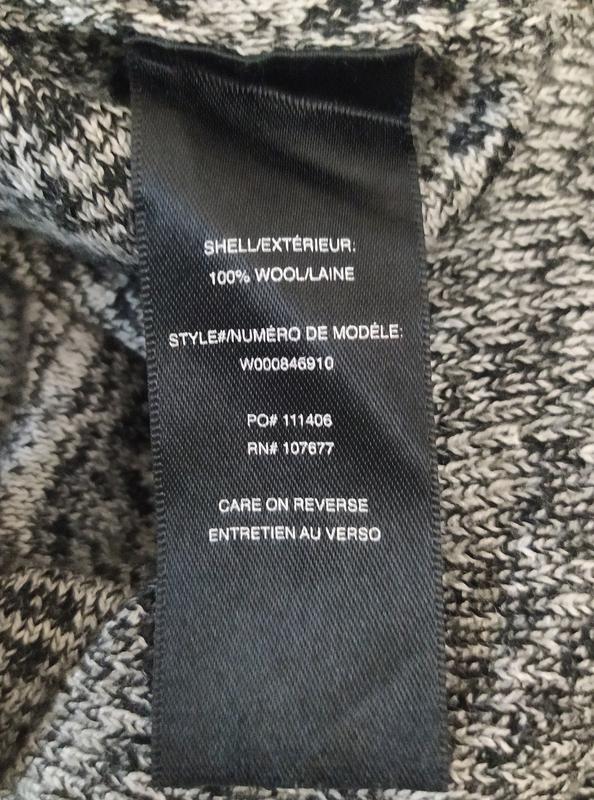 SHELL/EXTÉRIEUR:
100% WOOL/LAINE
STYLE#/NUMÉRO DE MODÈLE:
W000846910
PO# 111406
RN# 107677
CARE ON REVERSE
ENTRETIEN AU VERSO